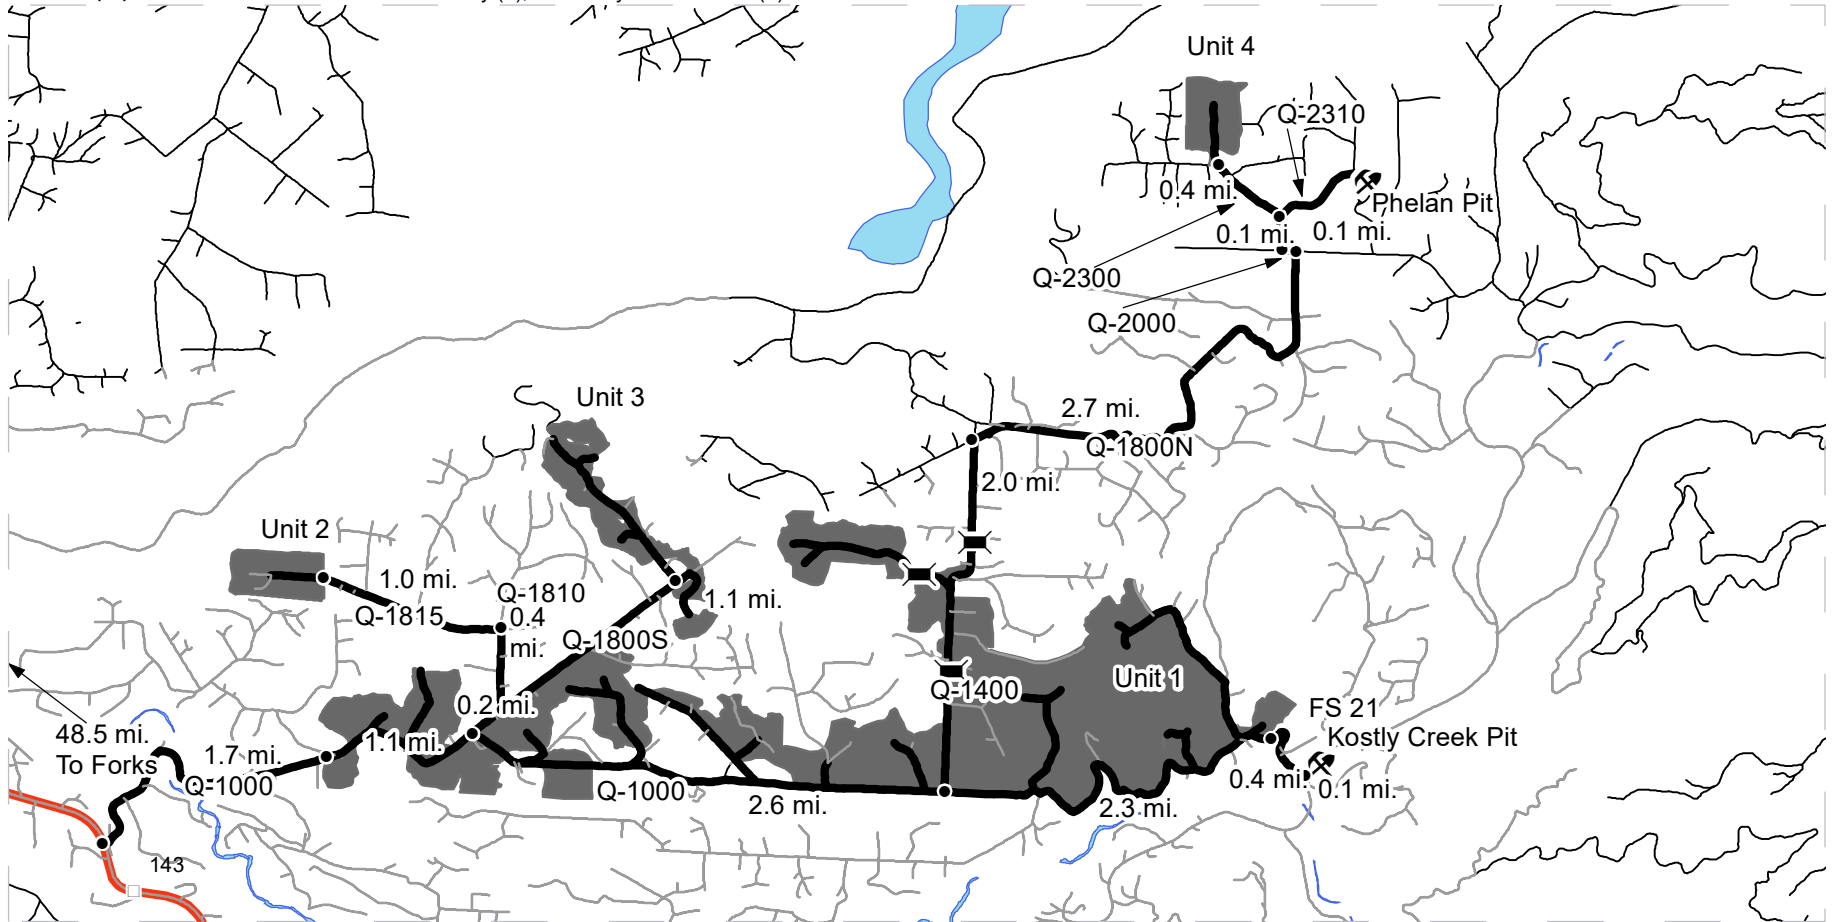 Unit 4
Q-2310
0.4 mi.
Phelan Pit
0.1 mi.
0.1 mi.
Q-2300
Q-2000
Unit 3
2.7 mi.
Q-1800N
2.0 mi.
Unit 2
1.0 mi.
Q-1810
0.4
mi.
Q-1815
1.1 mi.
Q-1800S
Unit 1
Q-1400
0.2 mi.
FS 21
Kostly Creek Pit
48.5 mi.
To Forks
1.7 mi.
1.1 mi.
Q-1000
Q-1000
2.6 mi.
2.3 mi.
0.4 mi.
0.1 mi.
143